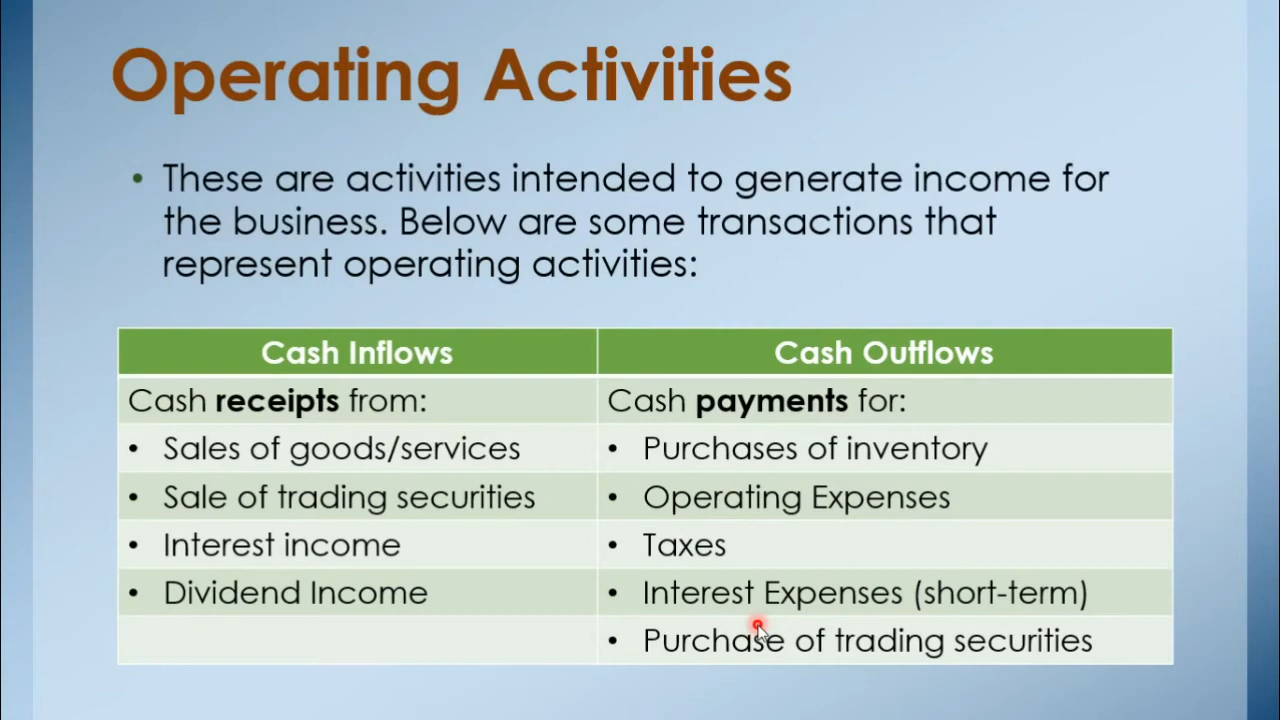 Operating Activities
• These are activities intended to generate income for
the business. Below are some transactions that
represent operating activities:
Cash Inflows
Cash Outflows
Cash receipts from:
Cash payments for:
• Sales of goods/services
• Purchases of inventory
• Sale of trading securities
• Operating Expenses
• Interest income
• Taxes
• Dividend Income
• Interest Expenses (short-term)
• Purchase of trading securities